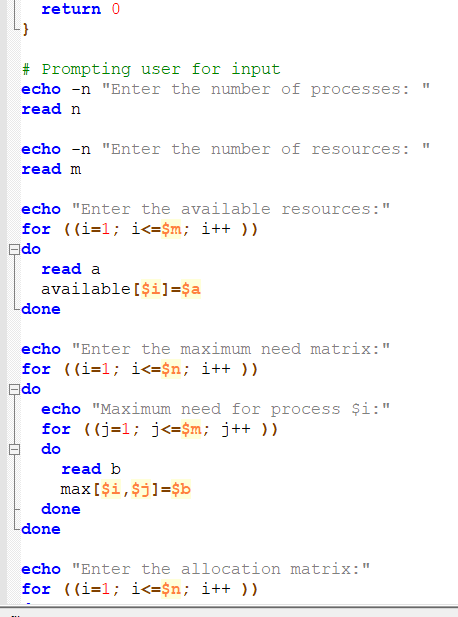 return 0
}
# Prompting user for input
echo -n "Enter the number of processes: "
read n
echo -n "Enter the number of resources: "
read m
echo "Enter the available resources:"
for ((i=1; i<=$m; i++ ))
do
read a
available[$i]=$a
done
echo "Enter the maximum need matrix:"
for ((i=1; i<=$n; i++ ))
do
echo "Maximum need for process $i:"
for ((j=1; j<=$m; j++ ))
do
read b
max[$i,$j]=$b
done
done
echo "Enter the allocation matrix:"
for ((i=1; i<=$n; i++ ))